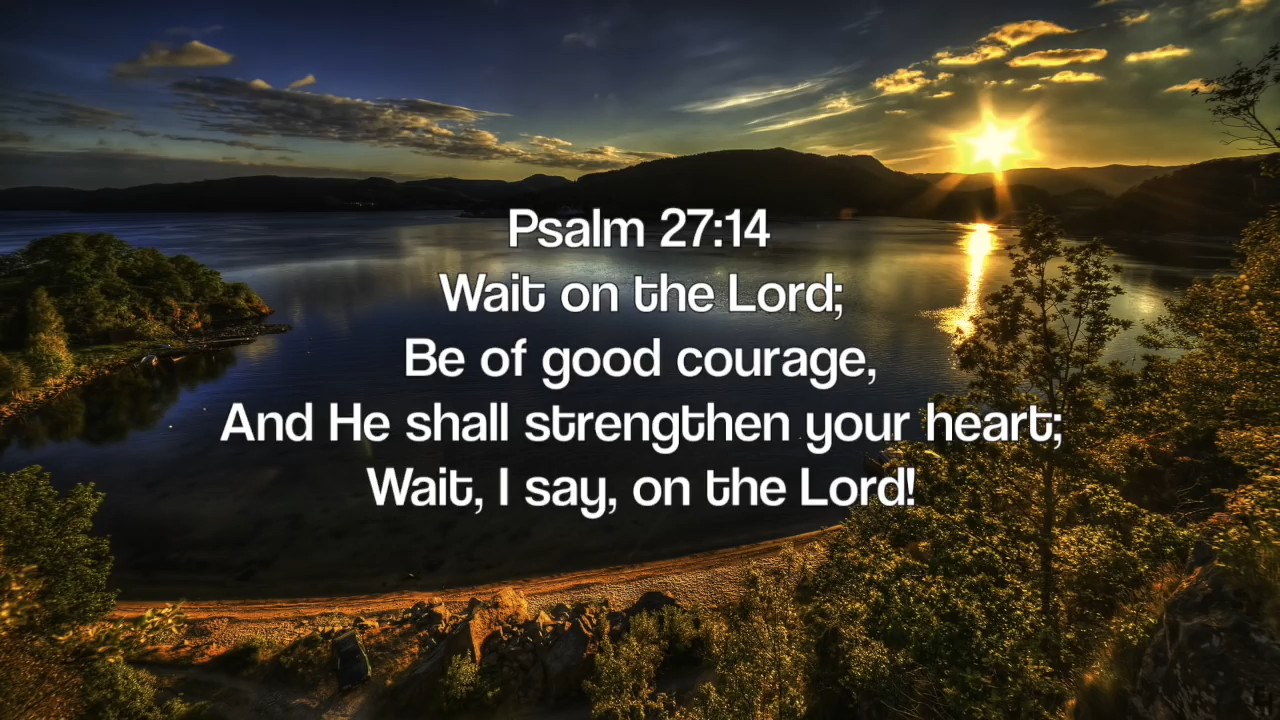 Psalm 27:14
Wait on the Lord;
Be of good courage,
And He shall strengthen your heart;
Wait, I say, on the Lord!